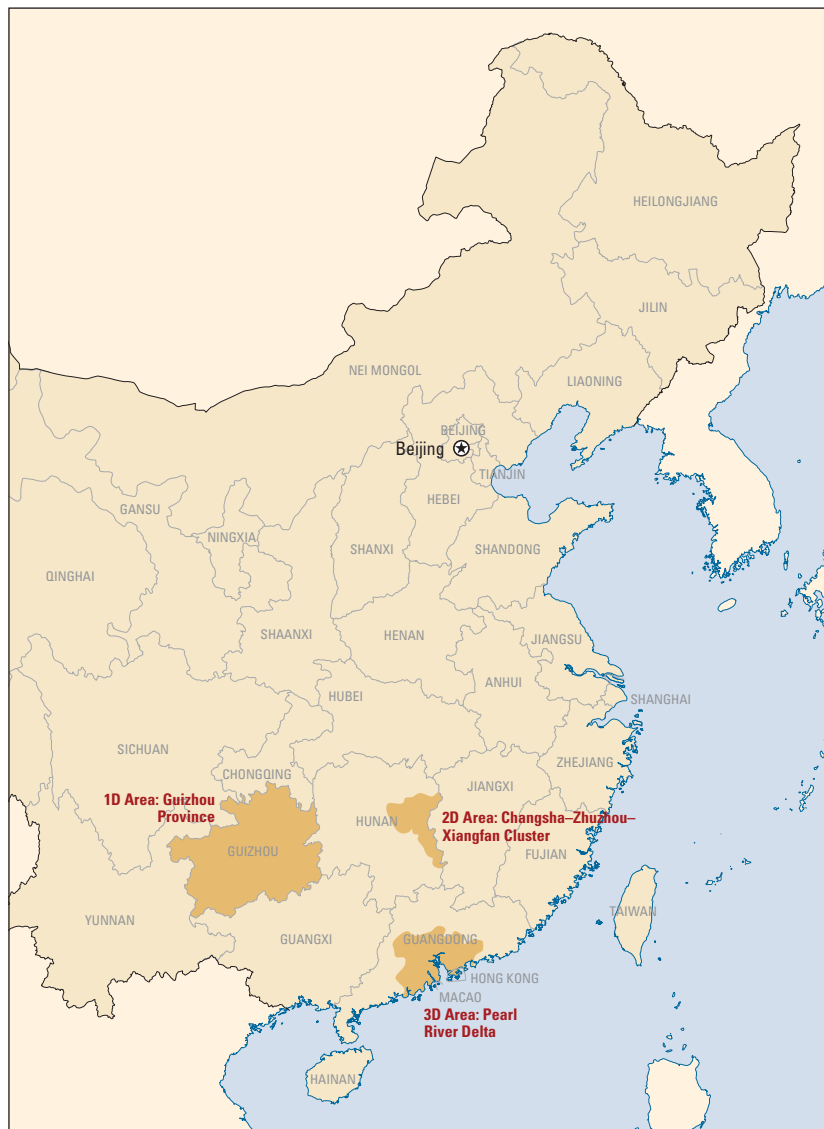 HEILONGJIANG
JILIN
NEI MONGOL
LIAONING
BEIJING
Beijing
TIANJIN
HEBEI
GANSU
NINGXIA
SHANXI
SHANDONG
QINGHAI
SHAANXI
HENAN
JIANGSU
ANHUI
HUBEI
SHANGHAI
SICHUAN
ZHEJIANG
CHONGQING
JIANGXI
1D Area: Guizhou
Province
HUNAN
2D Area: Changsha–Zhuzhou–
Xiangfan Cluster
GUIZHOU
FUJIAN
TAIWAN
YUNNAN
GUANGXI
GUANGDONG
HONG KONG
MACAO
3D Area: Pearl
River Delta
HAINAN